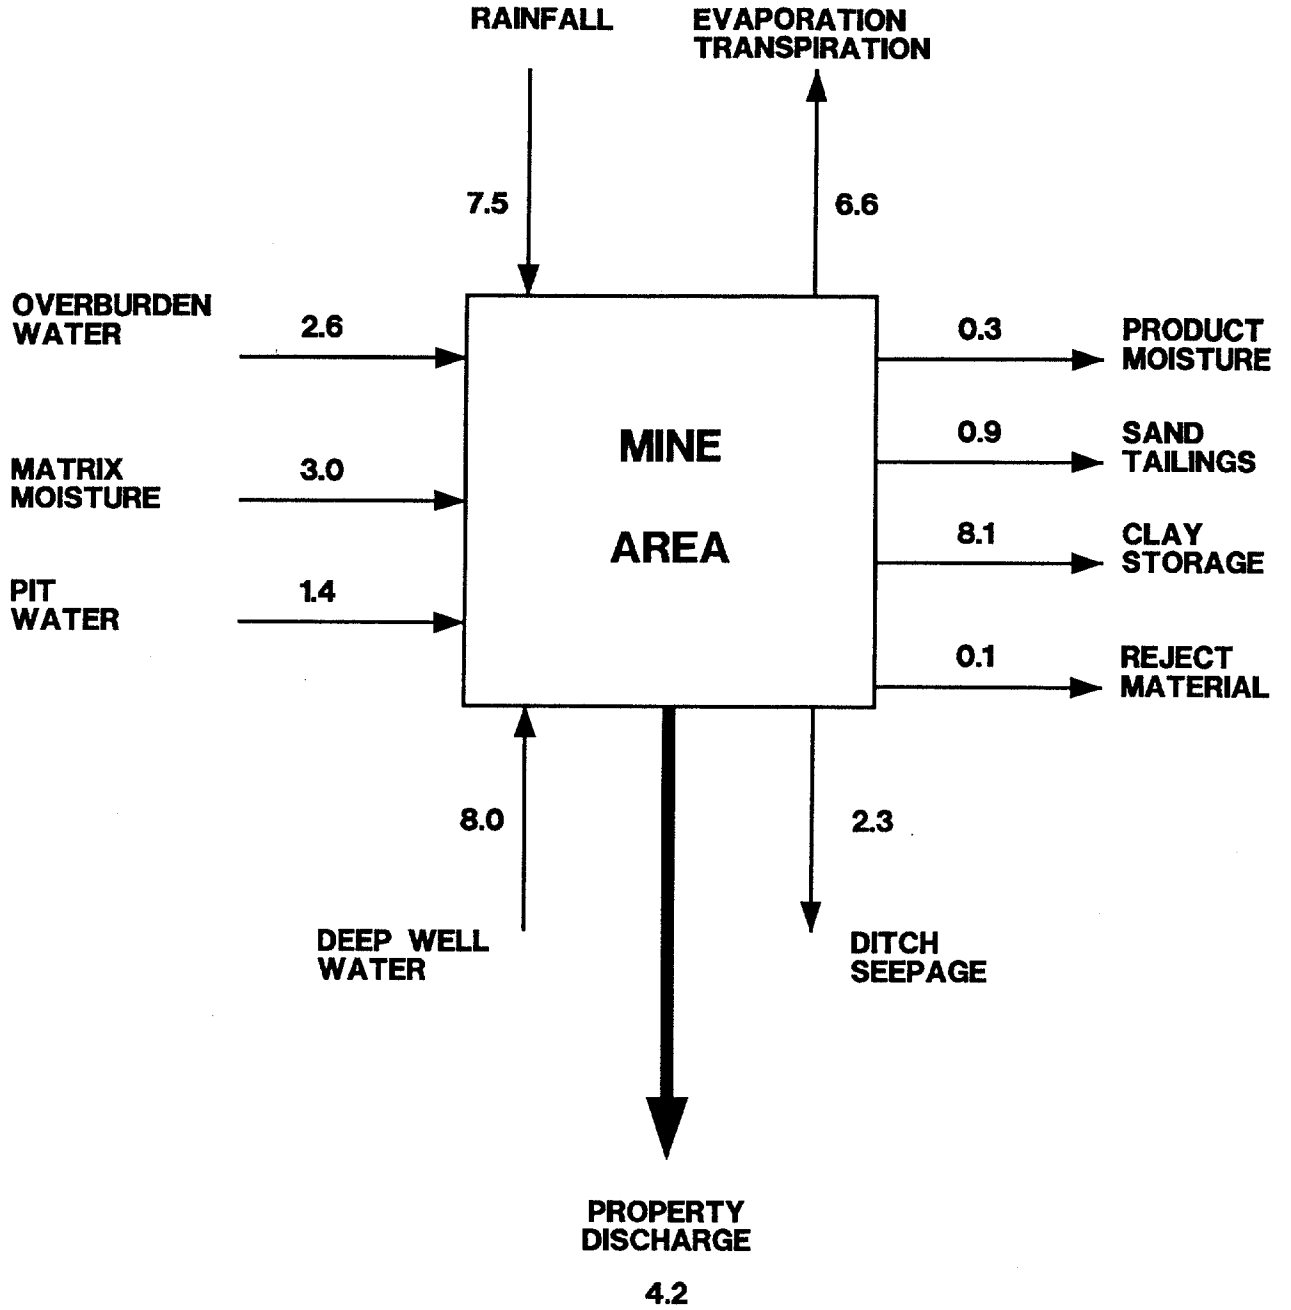 RAINFALL
EVAPORATION
TRANSPIRATION
7.5
6.6
OVERBURDEN
WATER
2.6
MATRIX
MOISTURE
3.0
PIT
WATER
1.4
MINE
AREA
0.3
PRODUCT
MOISTURE
0.9
SAND
TAILINGS
8.1
CLAY
STORAGE
0.1
REJECT
MATERIAL
8.0
DEEP WELL
WATER
2.3
DITCH
SEEPAGE
PROPERTY
DISCHARGE
4.2